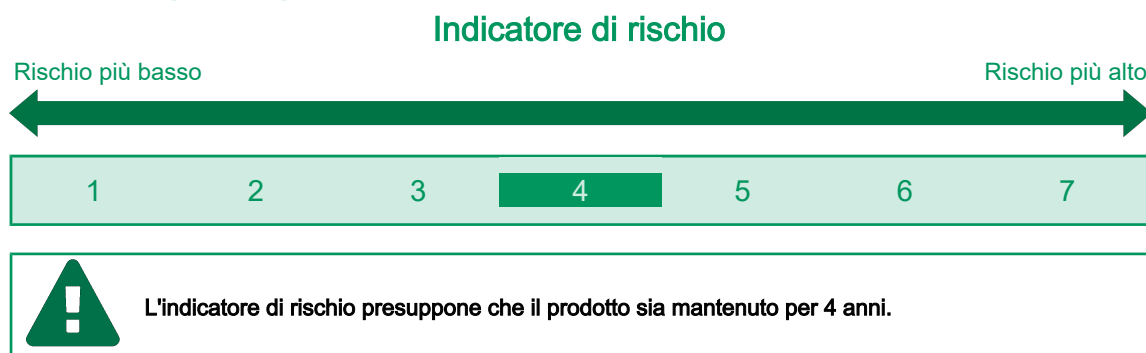 Indicatore di rischio
Rischio più basso Rischio più alto
1 2 3 4 5 6 7
L'indicatore di rischio presuppone che il prodotto sia mantenuto per 4 anni.